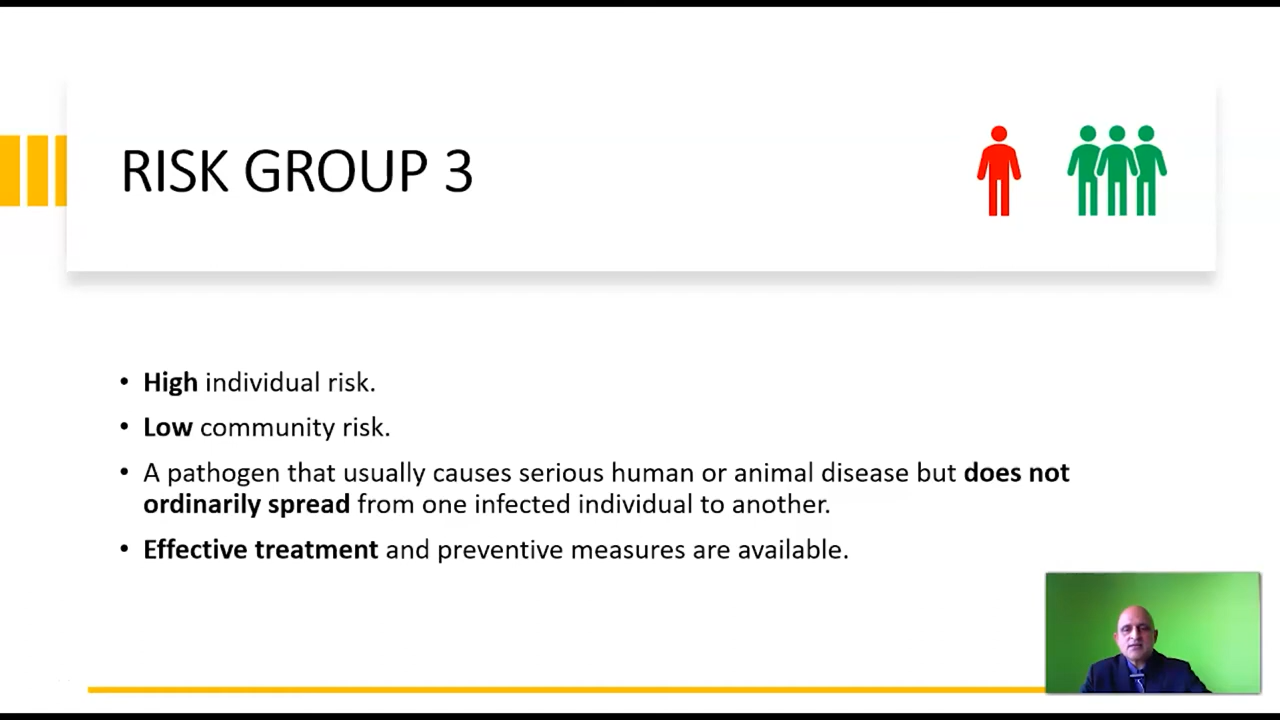 RISK GROUP 3
• High individual risk.
• Low community risk.
• A pathogen that usually causes serious human or animal disease but does not
ordinarily spread from one infected individual to another.
• Effective treatment and preventive measures are available.